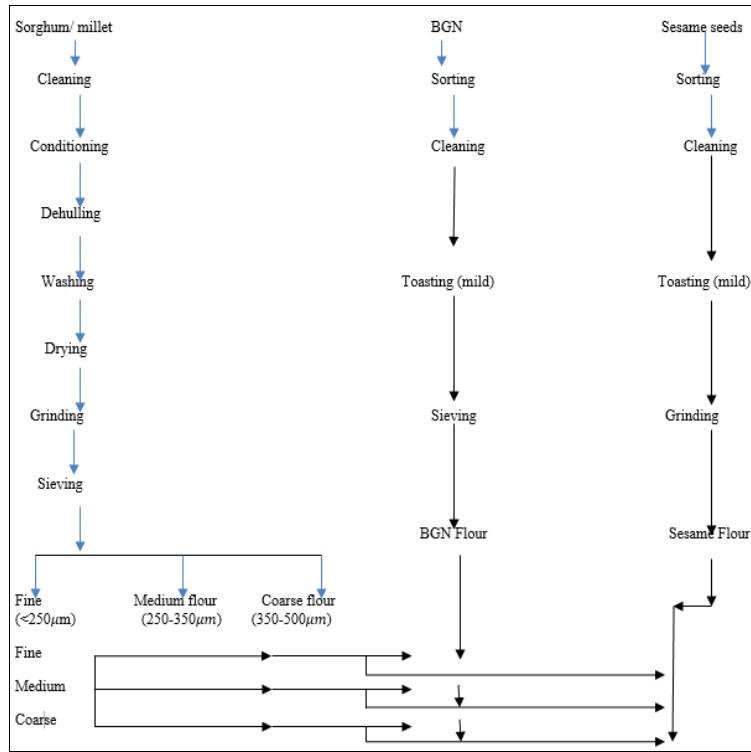 Sorghum/ millet
BGN
Sesame seeds
Cleaning
Sorting
Sorting
Conditioning
Cleaning
Cleaning
Dehulling
Washing
Toasting (mild)
Toasting (mild)
Drying
Grinding
Sieving
Grinding
Sieving
BGN Flour
Sesame Flour
Fine
Medium flour
Coarse flour
(<250µm)
(250-350µm)
(350-500µm)
Fine
Medium
Coarse